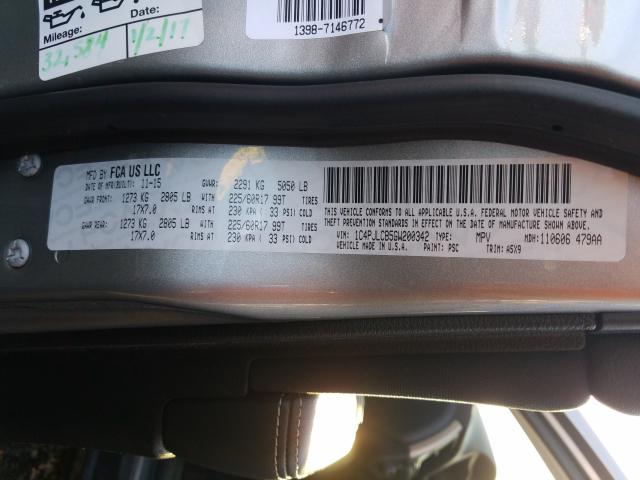 Mileage:
32,584 1/2/17
1398-7146772
MFD BY FCA US LLC
DATE OF MFR(BUILT): 11-15 GVWR: 2291 KG 5050 LB
GAWR FRONT: 1273 KG 2805 LB WITH 225/60R17 99T TIRES
17X7.0 RIMS AT 230 KPA ( 33 PSI) COLD
GAWR REAR: 1273 KG 2805 LB WITH 225/60R17 99T TIRES
17X7.0 RIMS AT 230 KPA ( 33 PSI) COLD
THIS VEHICLE CONFORMS TO ALL APPLICABLE U.S.A. FEDERAL MOTOR VEHICLE SAFETY AND
THEFT PREVENTION STANDARDS IN EFFECT ON THE DATE OF MANUFACTURE SHOWN ABOVE.
VIN: 1C4PJLCB5GW200342 TYPE: MPV MDH: 110606 479AA
VEHICLE MADE IN U.S.A. PAINT: PSC TRIM: A5X9